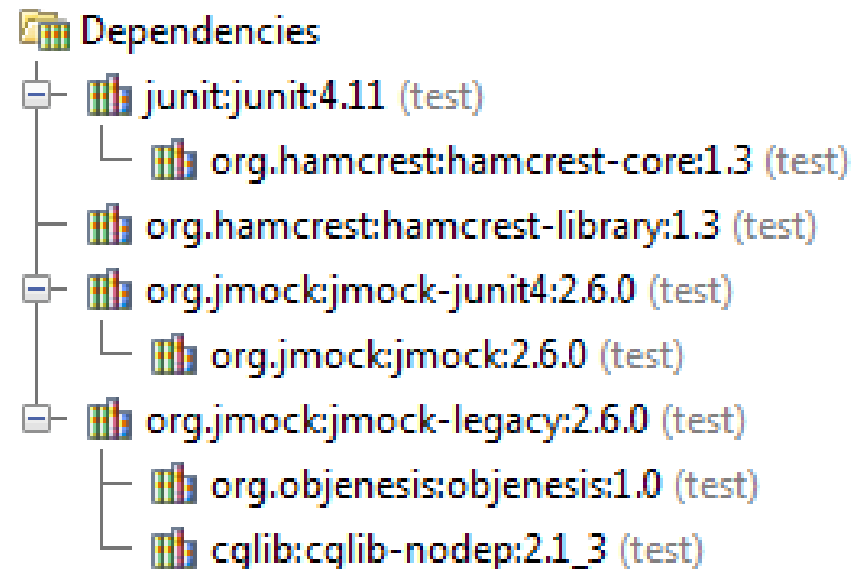 Dependencies
junit:junit:4.11 (test)
org.hamcrest:hamcrest-core:1.3 (test)
org.hamcrest:hamcrest-library:1.3 (test)
org.jmock:jmock-junit4:2.6.0 (test)
org.jmock:jmock:2.6.0 (test)
org.jmock:jmock-legacy:2.6.0 (test)
org.objenesis:objenesis:1.0 (test)
cglib:cglib-nodep:2.1_3 (test)